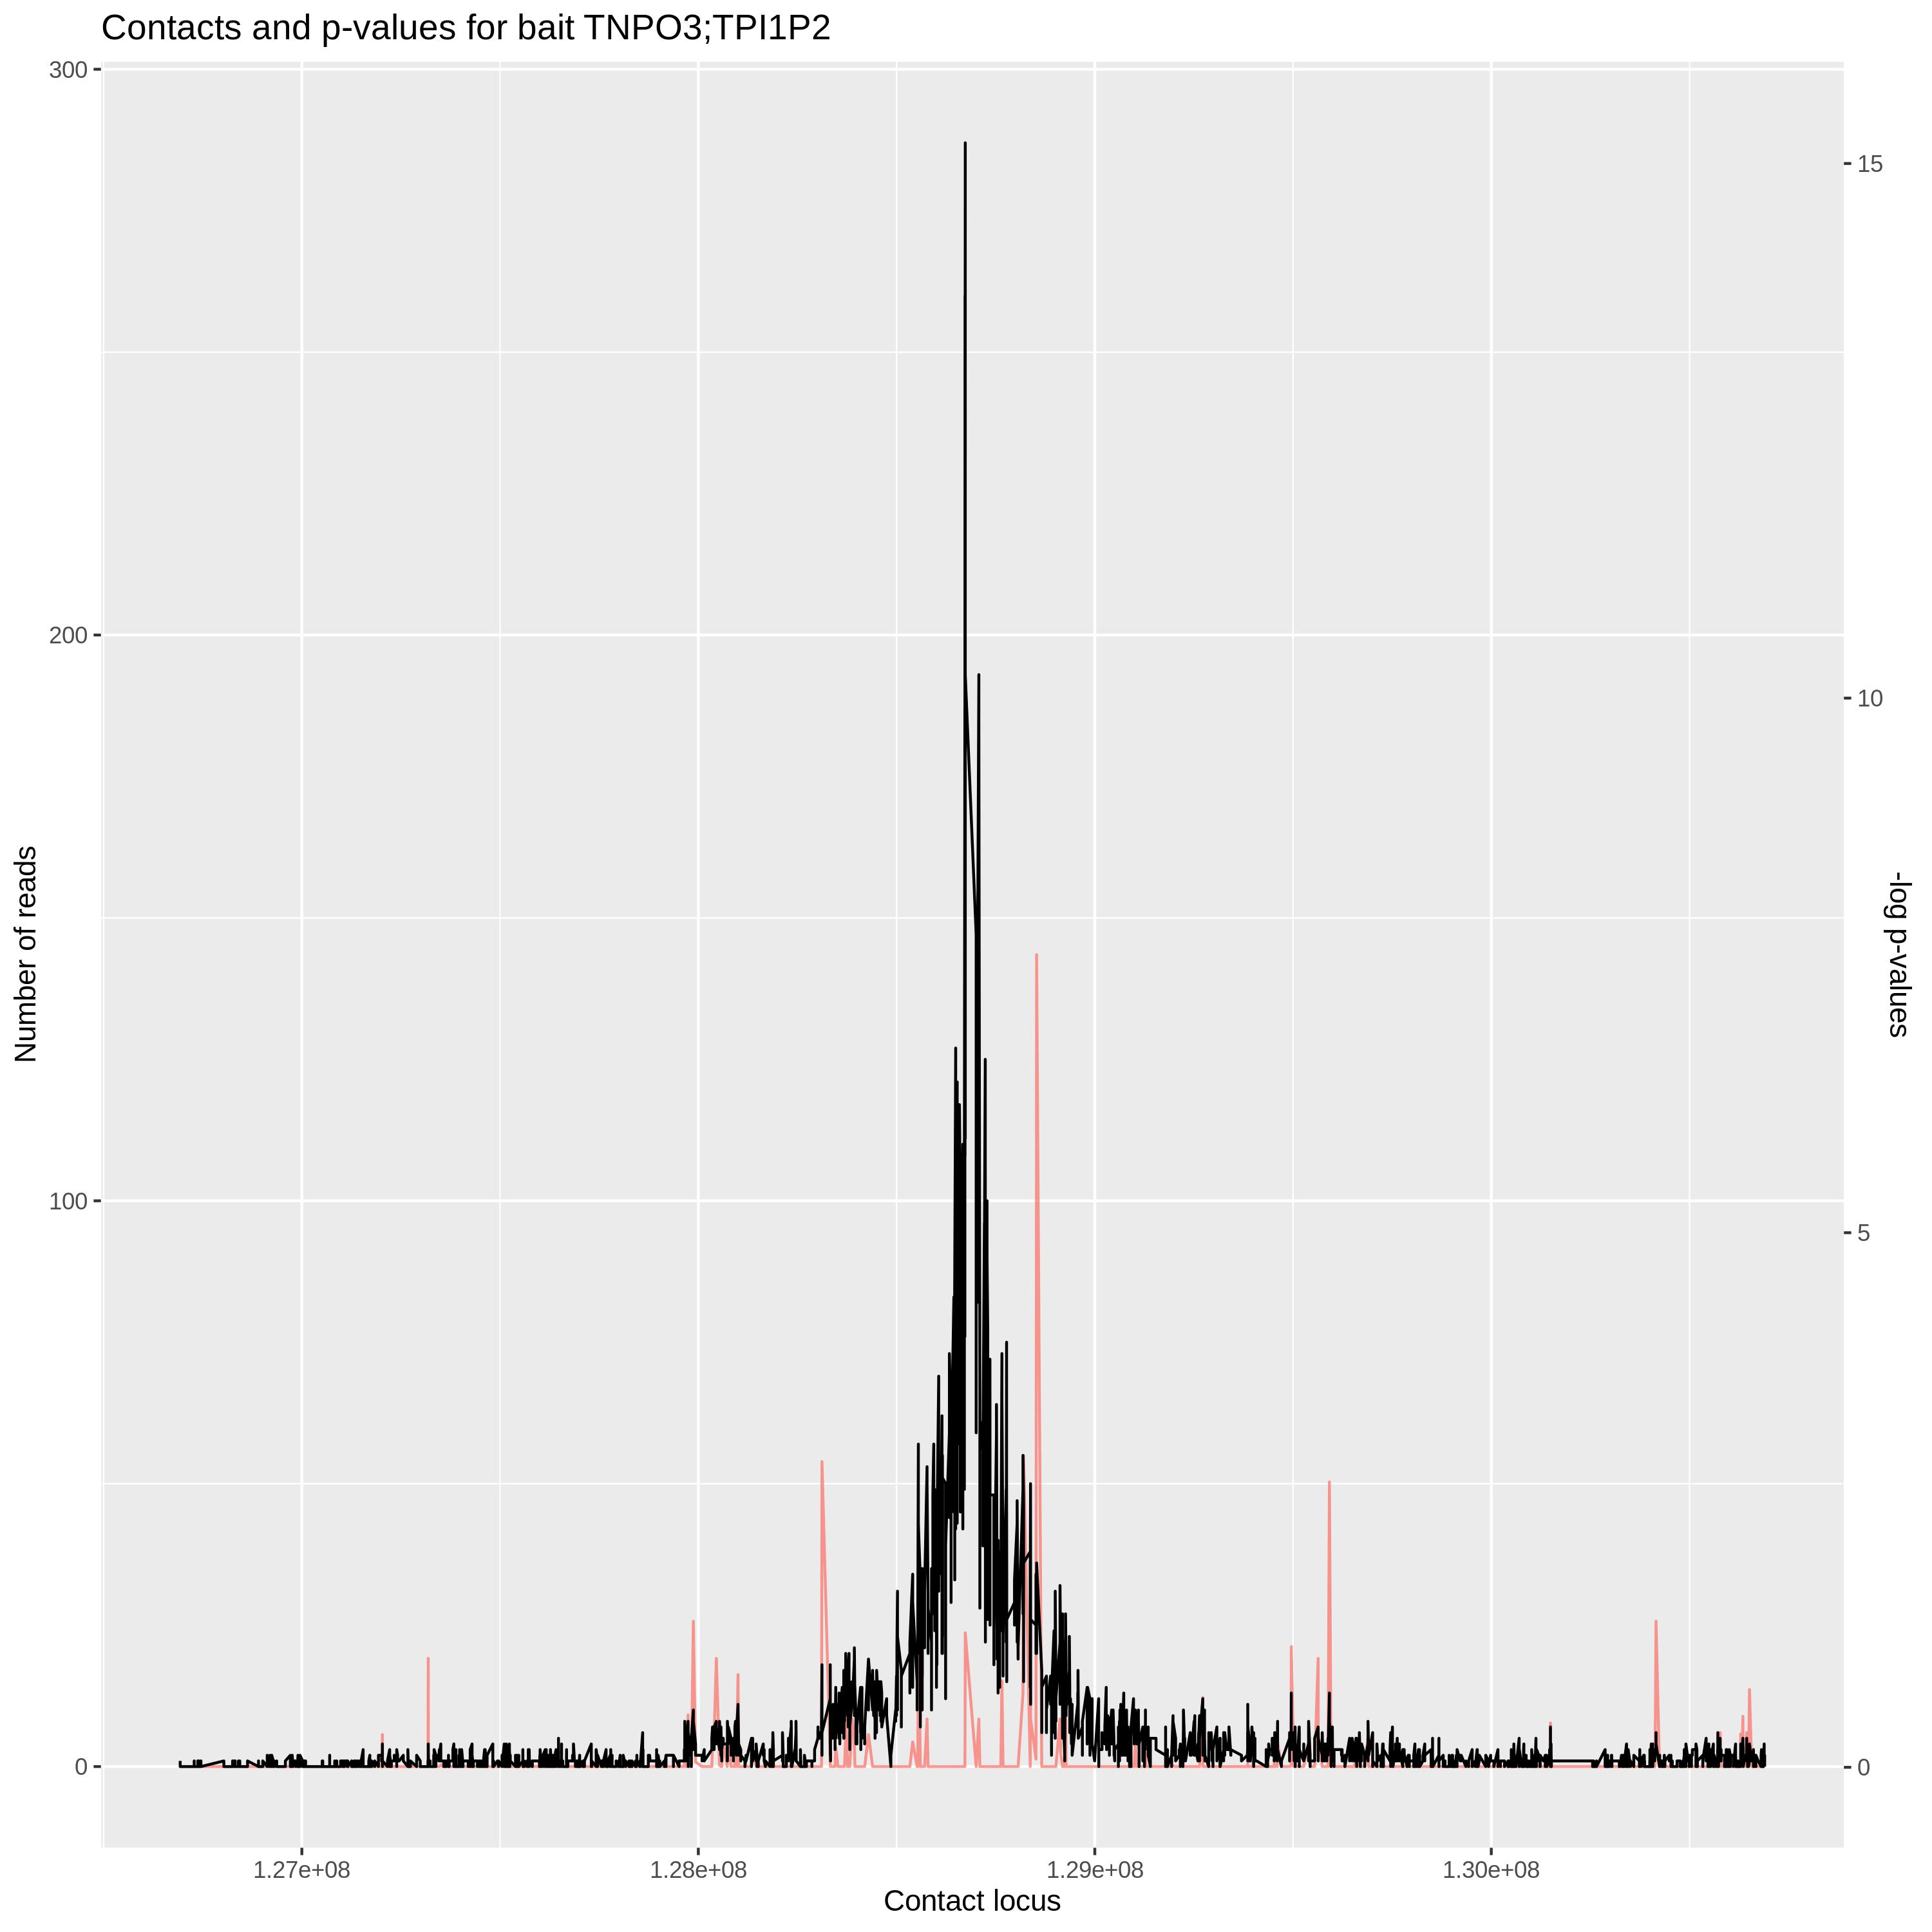 Contacts and p-values for bait TNPO3;TPI1P2
300
200
100
0
Number of reads
15
10
5
0
-log p-values
1.27e+08
1.28e+08
1.29e+08
1.30e+08
Contact locus